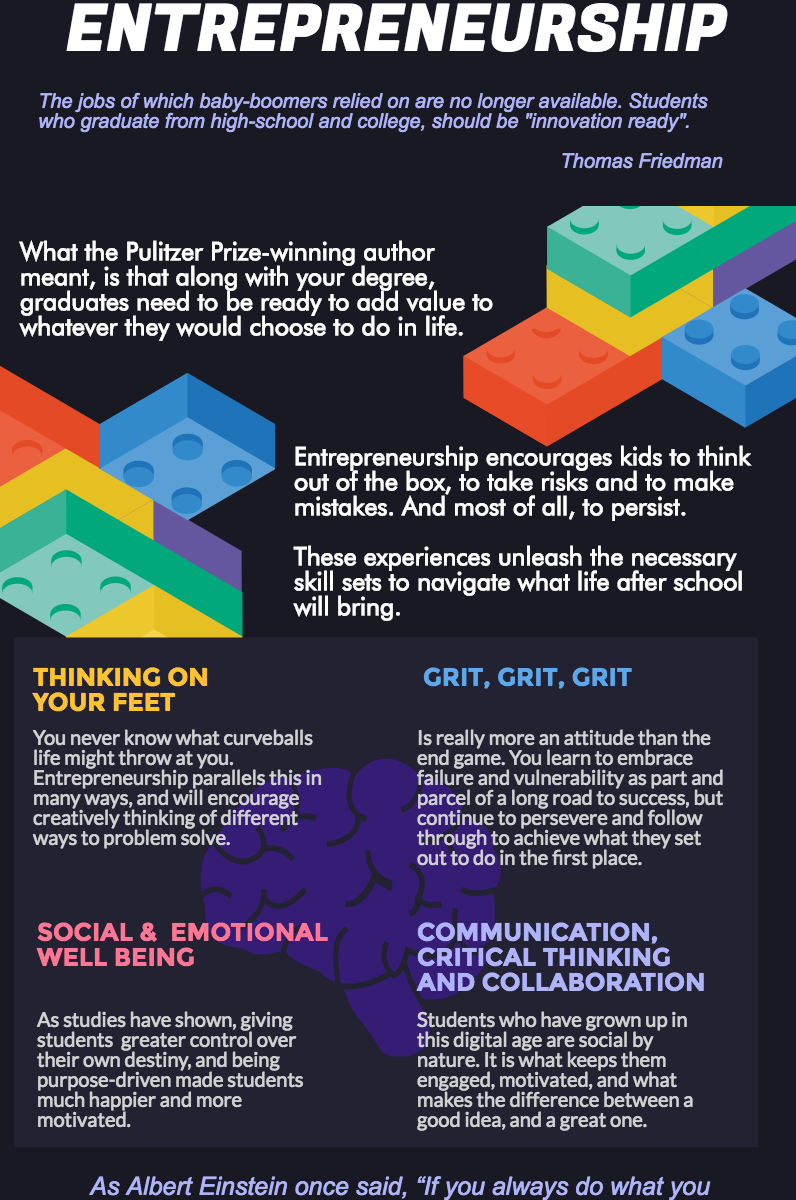 ENTREPRENEURSHIP
The jobs of which baby-boomers relied on are no longer available. Students
who graduate from high-school and college, should be "innovation ready".
Thomas Friedman
What the Pulitzer Prize-winning author
meant, is that along with your degree,
graduates need to be ready to add value to
whatever they would choose to do in life.
Entrepreneurship encourages kids to think
out of the box, to take risks and to make
mistakes. And most of all, to persist.
These experiences unleash the necessary
skill sets to navigate what life after school
will bring.
THINKING ON
YOUR FEET
You never know what curveballs
life might throw at you.
Entrepreneurship parallels this in
many ways, and will encourage
creatively thinking of different
ways to problem solve.
GRIT, GRIT, GRIT
Is really more an attitude than the
end game. You learn to embrace
failure and vulnerability as part and
parcel of a long road to success, but
continue to persevere and follow
through to achieve what they set
out to do in the first place.
SOCIAL &  EMOTIONAL
WELL BEING
As studies have shown, giving
students  greater control over
their own destiny, and being
purpose-driven made students
much happier and more
motivated.
COMMUNICATION,
CRITICAL THINKING
AND COLLABORATION
Students who have grown up in
this digital age are social by
nature. It is what keeps them
engaged, motivated, and what
makes the difference between a
good idea, and a great one.
As Albert Einstein once said, “If you always do what you